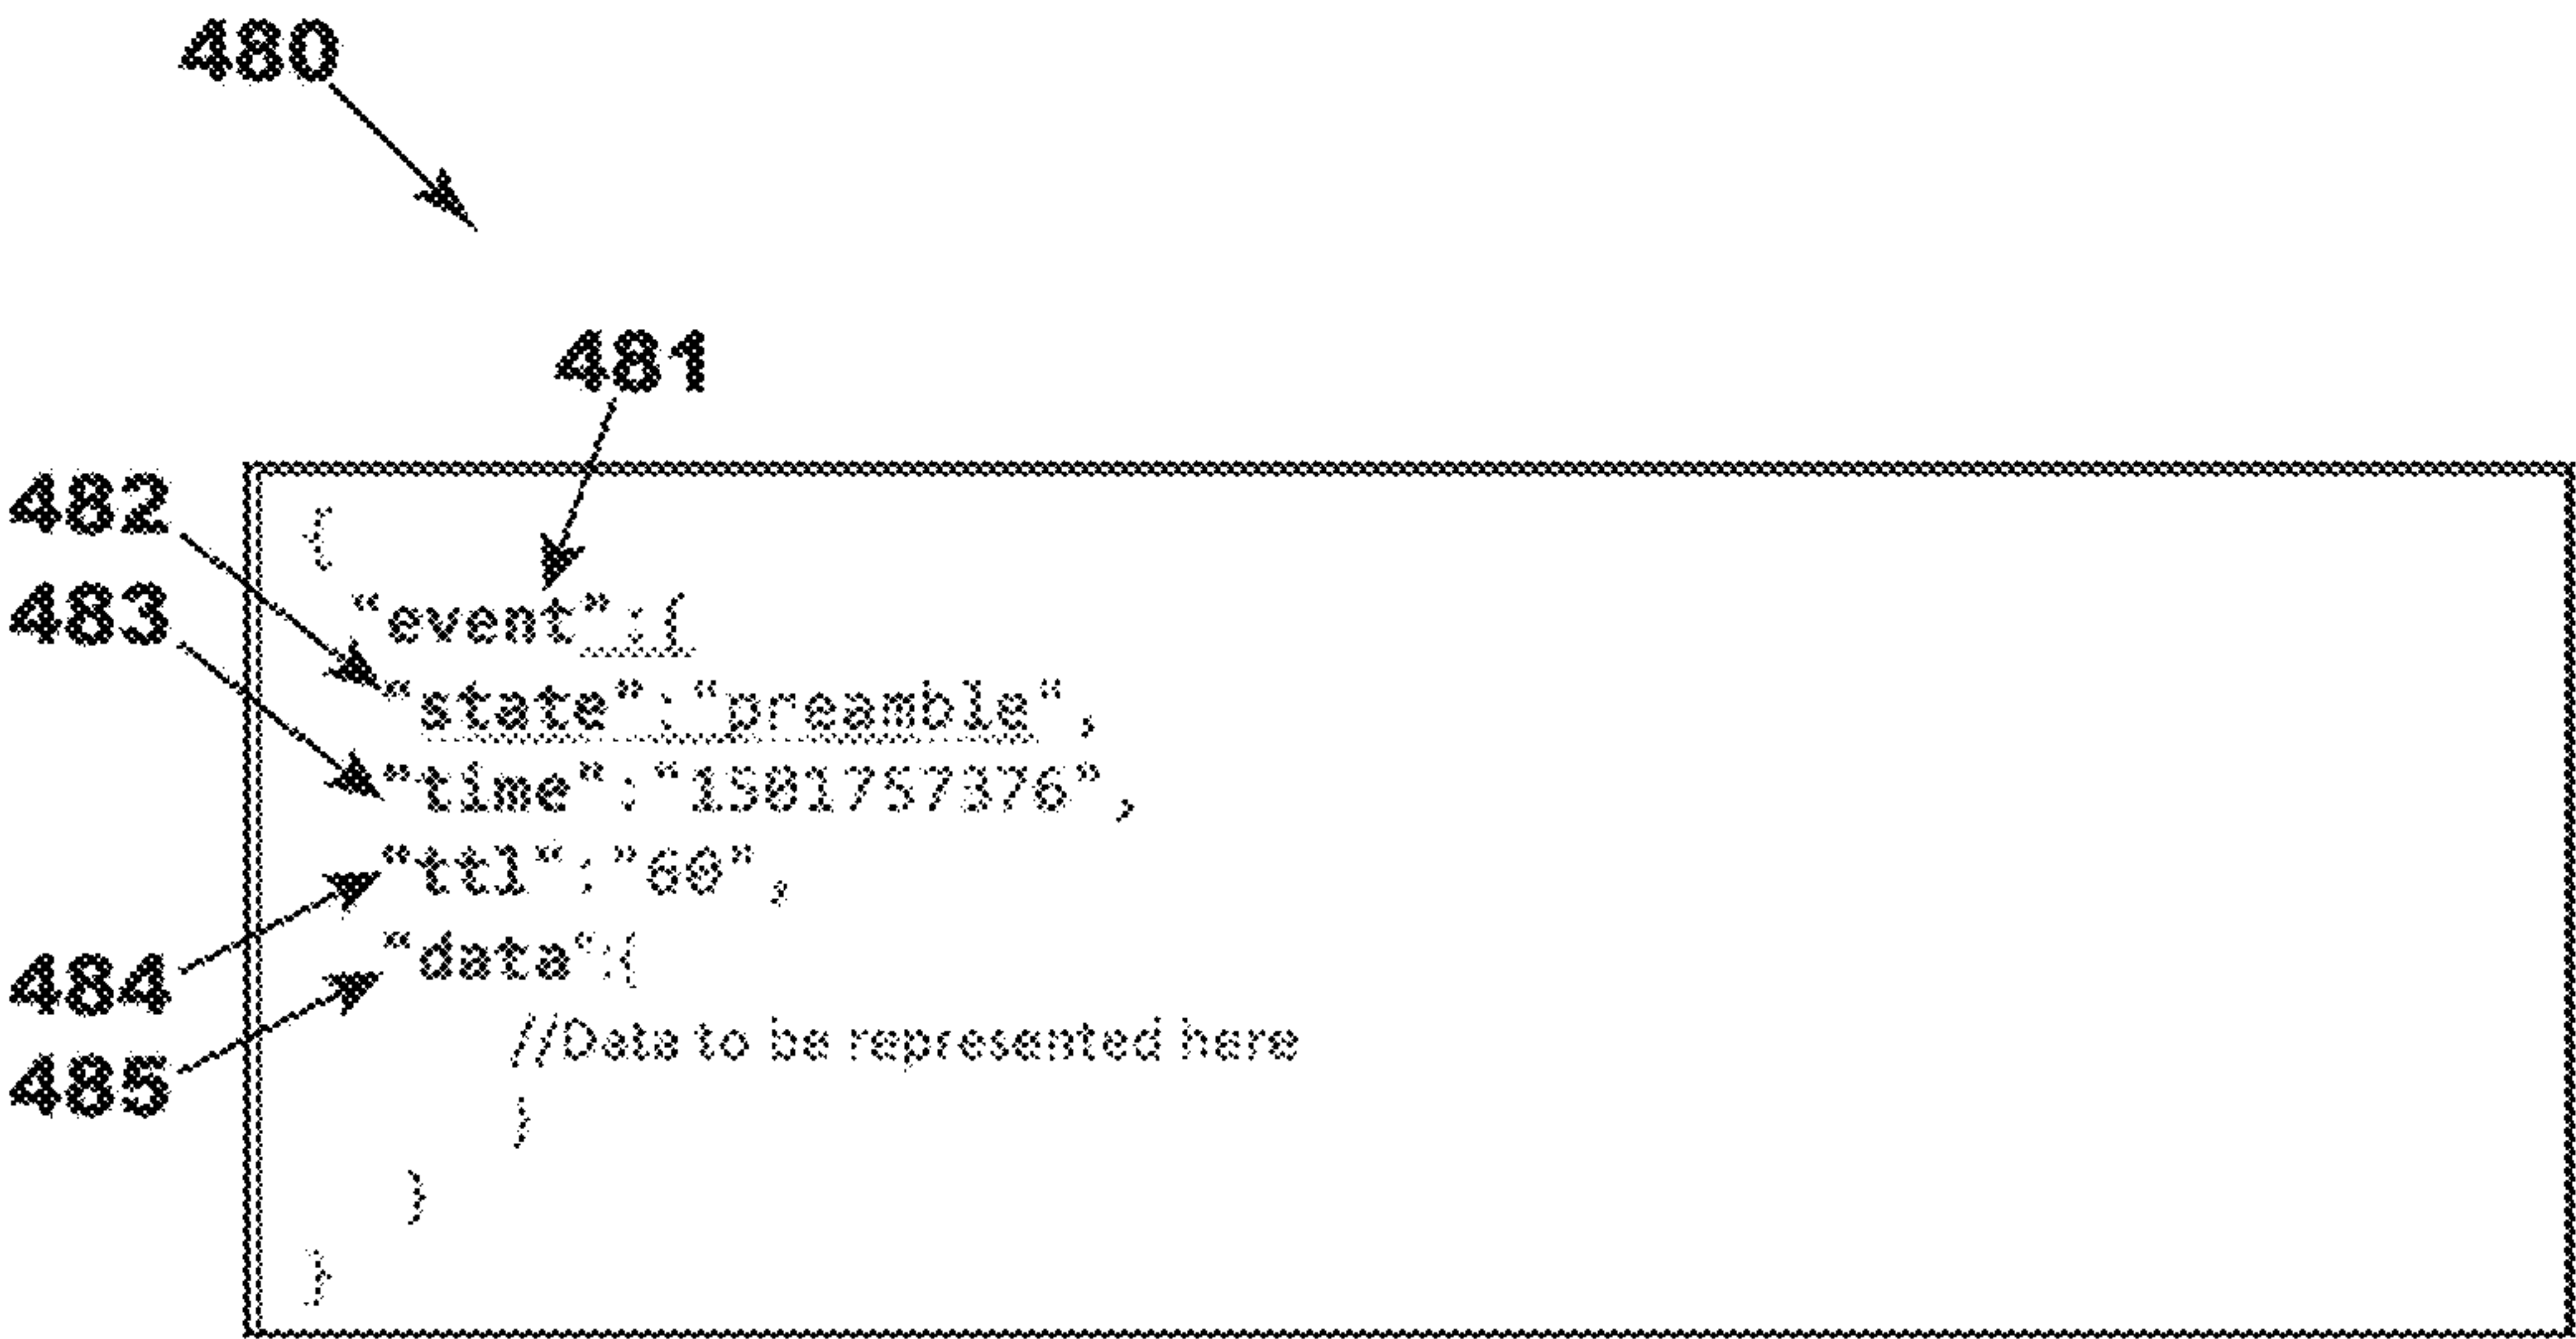 480
481
482
483
484
485
{
“event”:{
“state”:“preamble“,
“time”:“1501757376”,
“ttl“:”60”,
“data“:{
//Data to be represented here
}
}
}